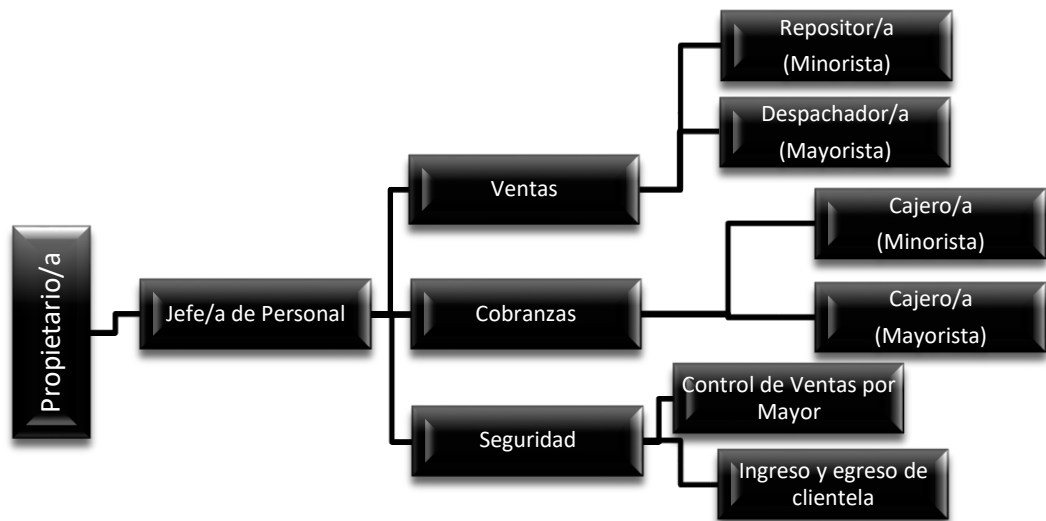 Propietario/a
Jefe/a de Personal
Ventas
Repositor/a
(Minorista)
Despachador/a
(Mayorista)
Cobranzas
Cajero/a
(Minorista)
Cajero/a
(Mayorista)
Seguridad
Control de Ventas por
Mayor
Ingreso y egreso de
clientela